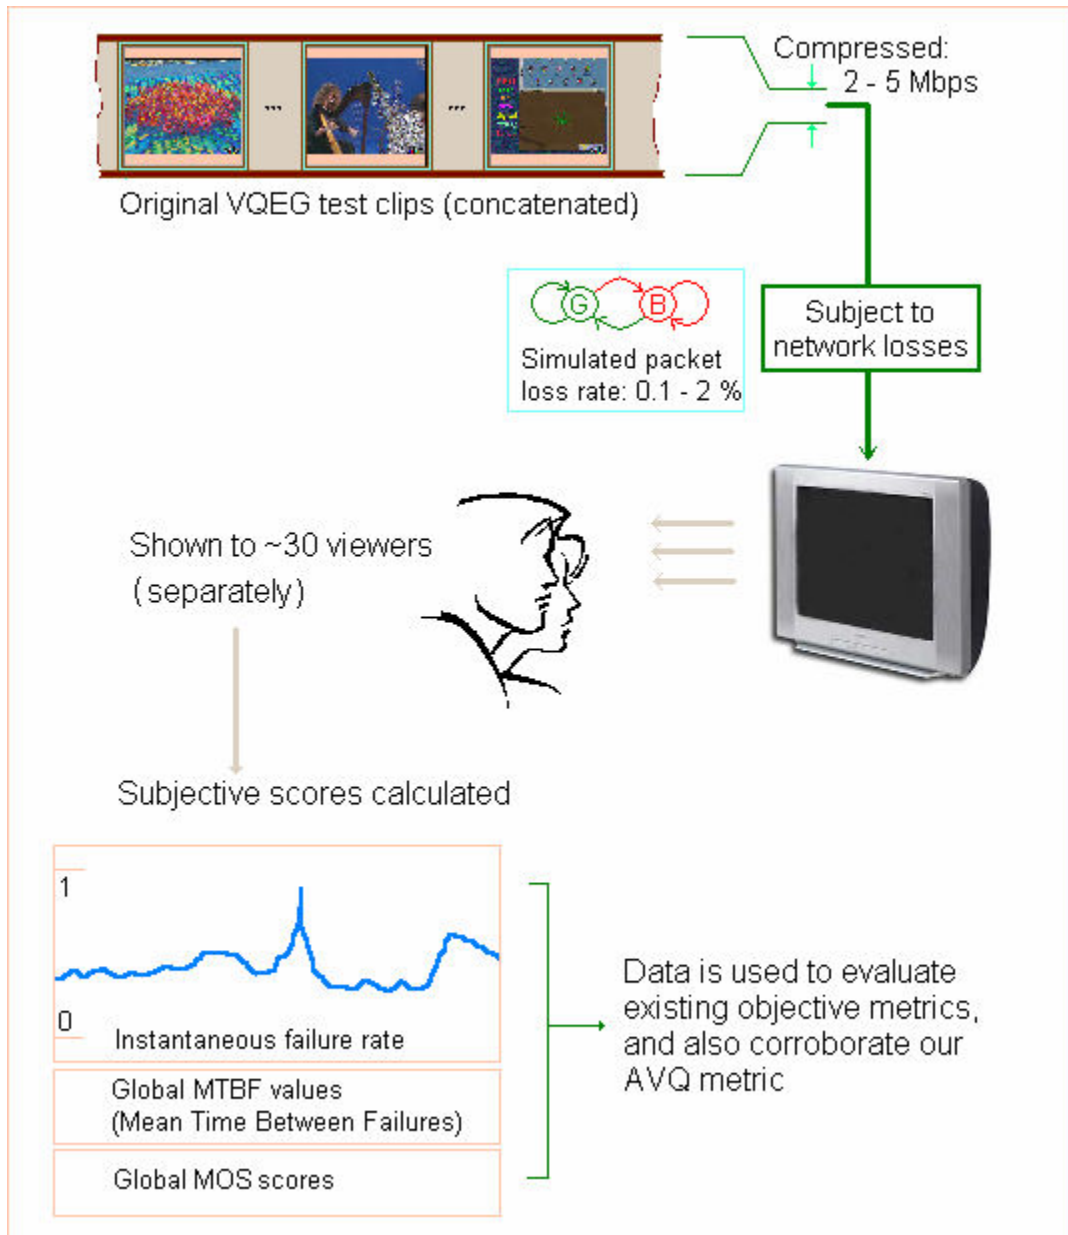 Compressed:
2 - 5 Mbps
Original VQEG test clips (concatenated)
G B
Simulated packet
loss rate: 0.1 - 2 %
Subject to
network losses
Shown to ~30 viewers
(separately)
Subjective scores calculated
1
0
Instantaneous failure rate
Global MTBF values
(Mean Time Between Failures)
Global MOS scores
Data is used to evaluate
existing objective metrics,
and also corroborate our
AVQ metric